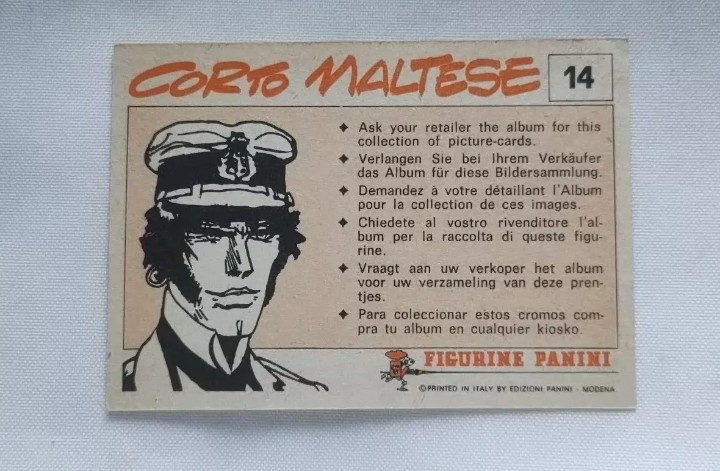 CORTO MALTESE 14
✦ Ask your retailer the album for this
collection of picture-cards.
✦ Verlangen Sie bei Ihrem Verkäufer
das Album für diese Bildersammlung.
✦ Demandez à votre détaillant l'Album
pour la collection de ces images.
✦ Chiedete al vostro rivenditore l'al-
bum per la raccolta di queste figu-
rine.
✦ Vraagt aan uw verkoper het album
voor uw verzameling van deze pren-
tjes.
✦ Para coleccionar estos cromos com-
pra tu album en cualquier kiosko.
FIGURINE PANINI
©PRINTED IN ITALY BY EDIZIONI PANINI - MODENA